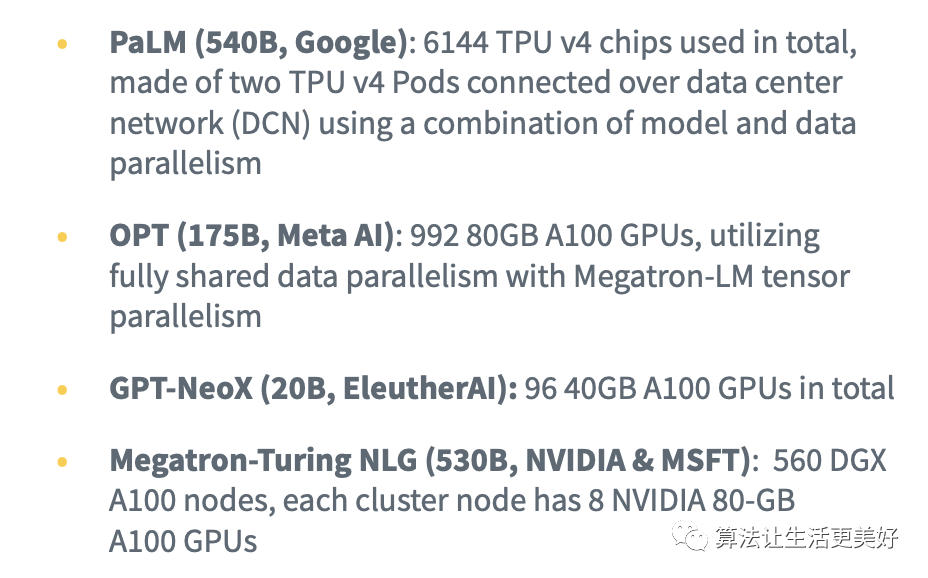 • PaLM (540B, Google): 6144 TPU v4 chips used in total,
made of two TPU v4 Pods connected over data center
network (DCN) using a combination of model and data
parallelism
• OPT (175B, Meta AI): 992 80GB A100 GPUs, utilizing
fully shared data parallelism with Megatron-LM tensor
parallelism
• GPT-NeoX (20B, EleutherAI): 96 40GB A100 GPUs in total
• Megatron-Turing NLG (530B, NVIDIA & MSFT):  560 DGX
A100 nodes, each cluster node has 8 NVIDIA 80-GB
A100 GPUs
算法让生活更美好